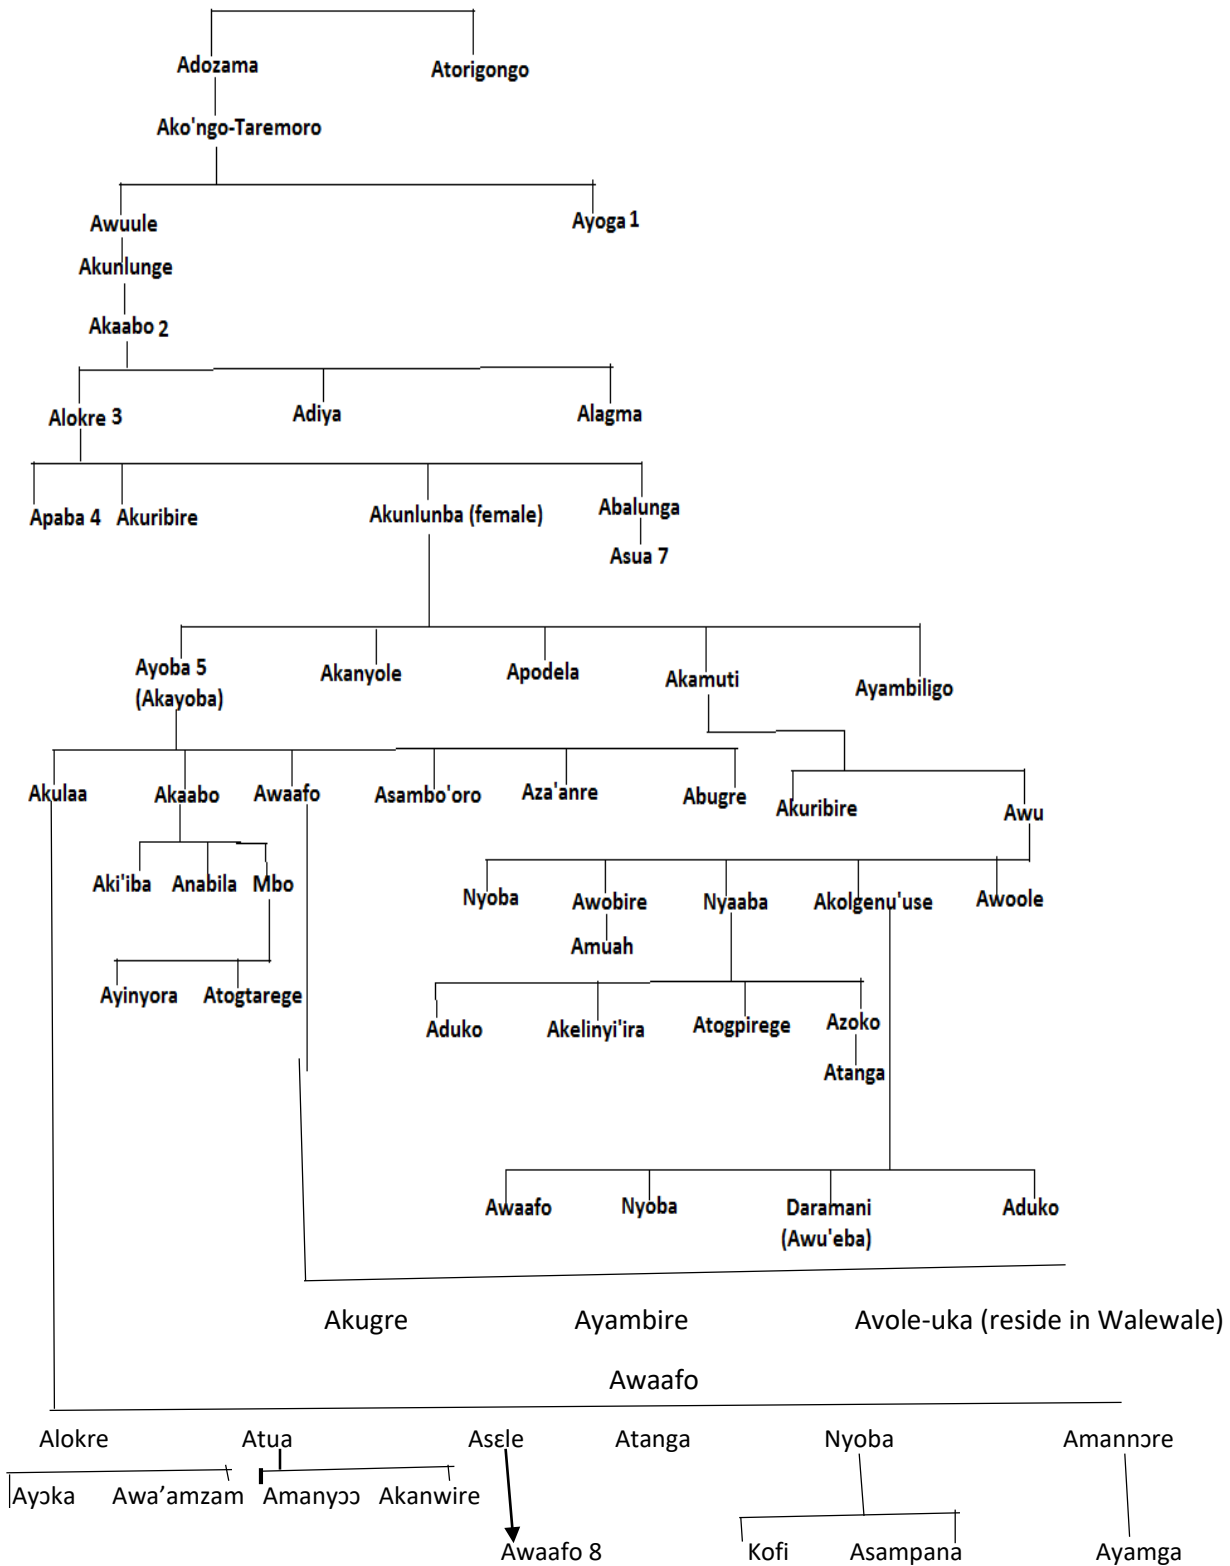 Adozama Atorigongo
Ako'ngo-Taremoro
Awuule Ayoga 1
Akunlunge
Akaabo 2
Alokre 3 Adiya Alagma
Apaba 4 Akuribire Akunlunba (female) Abalunga
Asua 7
Ayoba 5 Akanyole Apodela Akamuti Ayambiligo
(Akayoba)
Akulaa Akaabo Awaafo Asambo'oro Aza'anre Abugre Akuribire Awu
Aki'iba Anabila Mbo Nyoba Awobire Nyaaba Akolgenu'use Awoole
Amuah
Ayinyora Atogtarege Aduko Akelinyi'ira Atogpirege Azoko
Atanga
Awaafo Nyoba Daramani Aduko
(Awu'eba)
Akugre Ayambire Avole-uka (reside in Walewale)
Awaafo
Alokre Atua Asɛle Atanga Nyoba Amannɔre
Ayɔka Awa’amzam Amanyɔɔ Akanwire
Awaafo 8 Kofi Asampana Ayamga